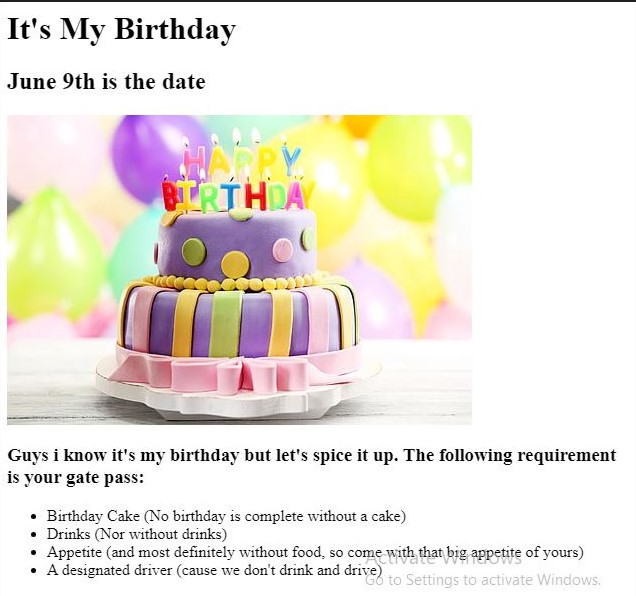 It's My Birthday
June 9th is the date
HAPPY
BIRTHDAY
Guys i know it's my birthday but let's spice it up. The following requirement
is your gate pass:
• Birthday Cake (No birthday is complete without a cake)
• Drinks (Nor without drinks)
• Appetite (and most definitely without food, so come with that big appetite of yours)
• A designated driver (cause we don't drink and drive)
Activate Windows
Go to Settings to activate Windows.